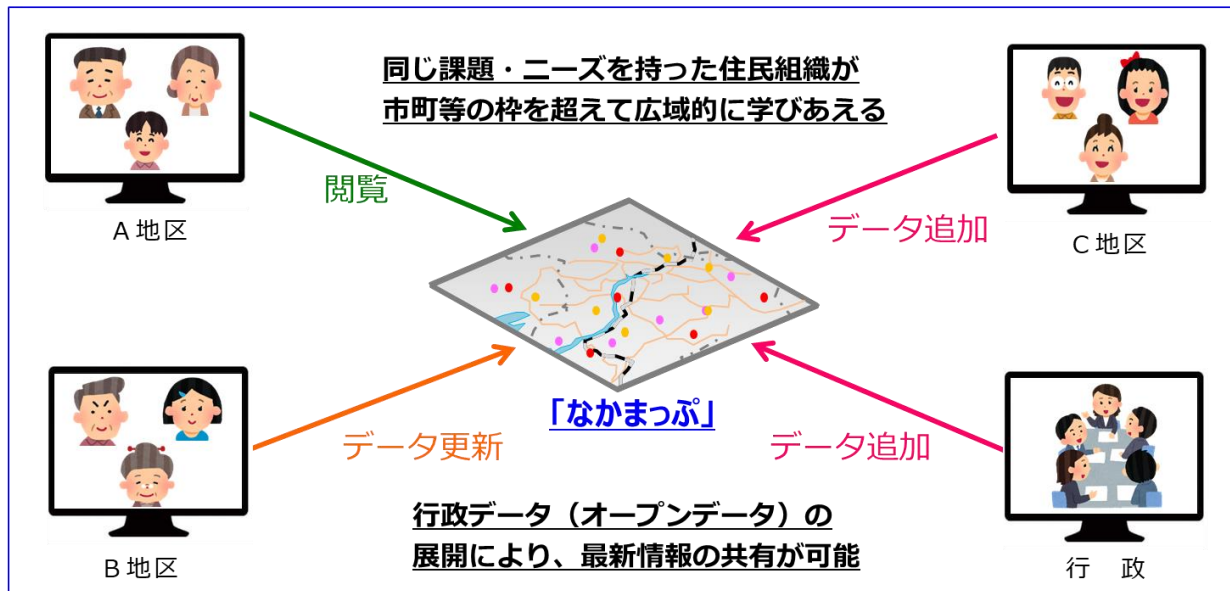 同じ課題・ニーズを持った住民組織が
市町等の枠を超えて広域的に学びあえる
閲覧
A地区
データ追加
C地区
「なかまっぷ」
データ更新
データ追加
B地区
行政データ（オープンデータ）の
展開により、最新情報の共有が可能
行　政